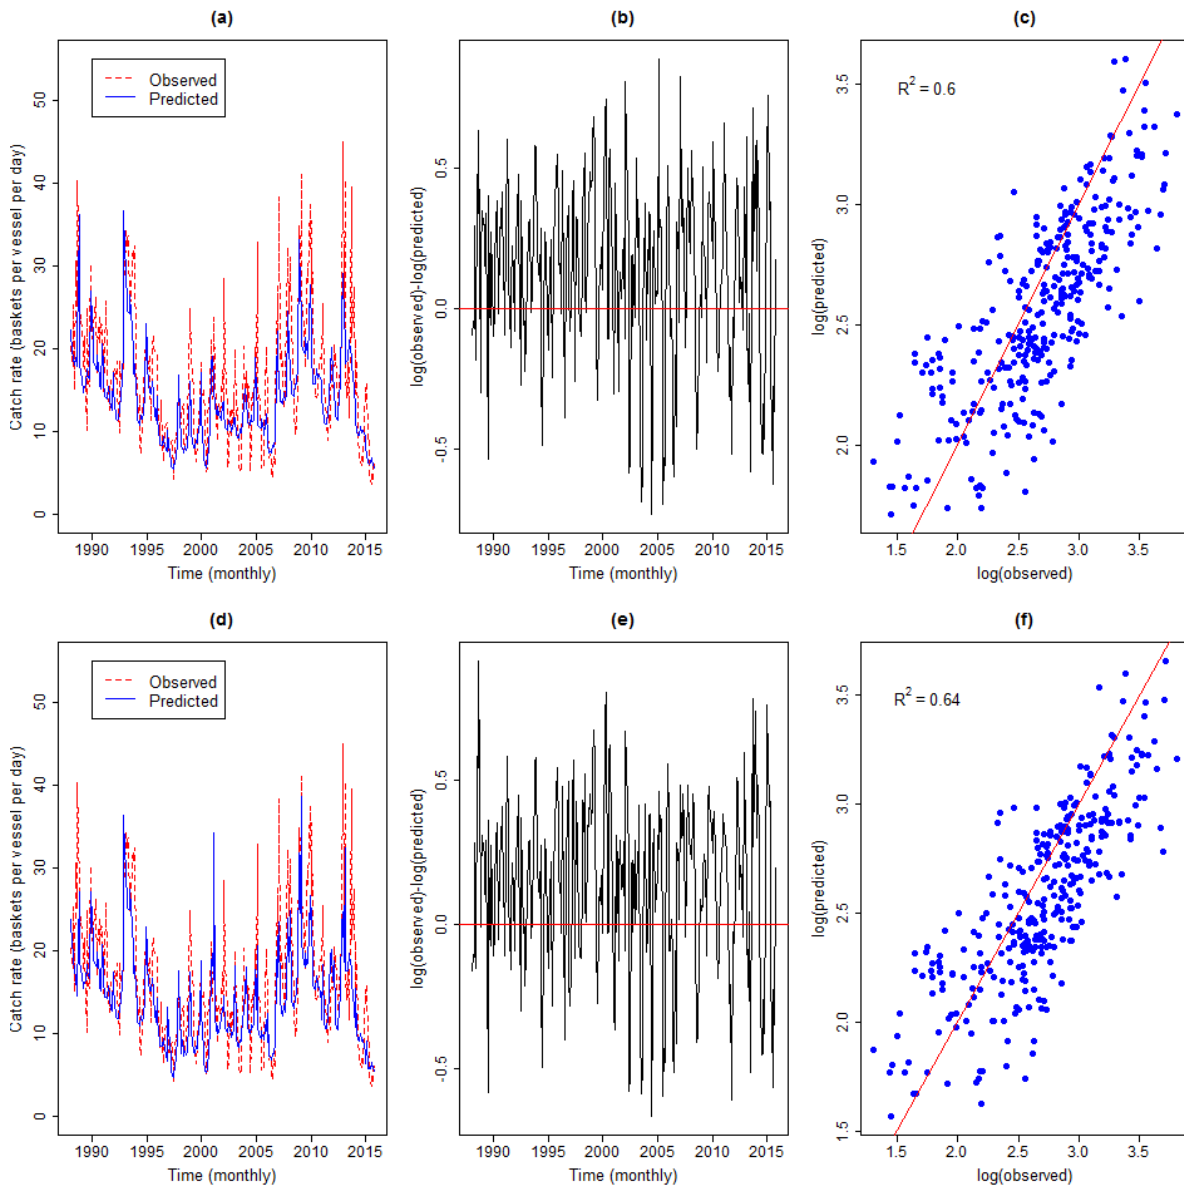 (a)
Observed
Predicted
Catch rate (baskets per vessel per day)
0 10 20 30 40 50
1990 1995 2000 2005 2010 2015
Time (monthly)
(b)
log(observed)-log(predicted)
-0.5 0.0 0.5
1990 1995 2000 2005 2010 2015
Time (monthly)
(c)
R² = 0.6
log(predicted)
2.0 2.5 3.0 3.5
1.5 2.0 2.5 3.0 3.5
log(observed)
(d)
Observed
Predicted
Catch rate (baskets per vessel per day)
0 10 20 30 40 50
1990 1995 2000 2005 2010 2015
Time (monthly)
(e)
log(observed)-log(predicted)
-0.5 0.0 0.5
1990 1995 2000 2005 2010 2015
Time (monthly)
(f)
R² = 0.64
log(predicted)
1.5 2.0 2.5 3.0 3.5
1.5 2.0 2.5 3.0 3.5
log(observed)